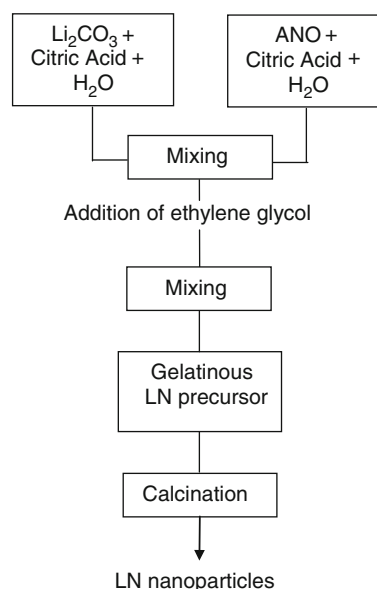 Li₂CO₃ +
Citric Acid +
H₂O
ANO +
Citric Acid +
H₂O
Mixing
Addition of ethylene glycol
Mixing
Gelatinous
LN precursor
Calcination
LN nanoparticles